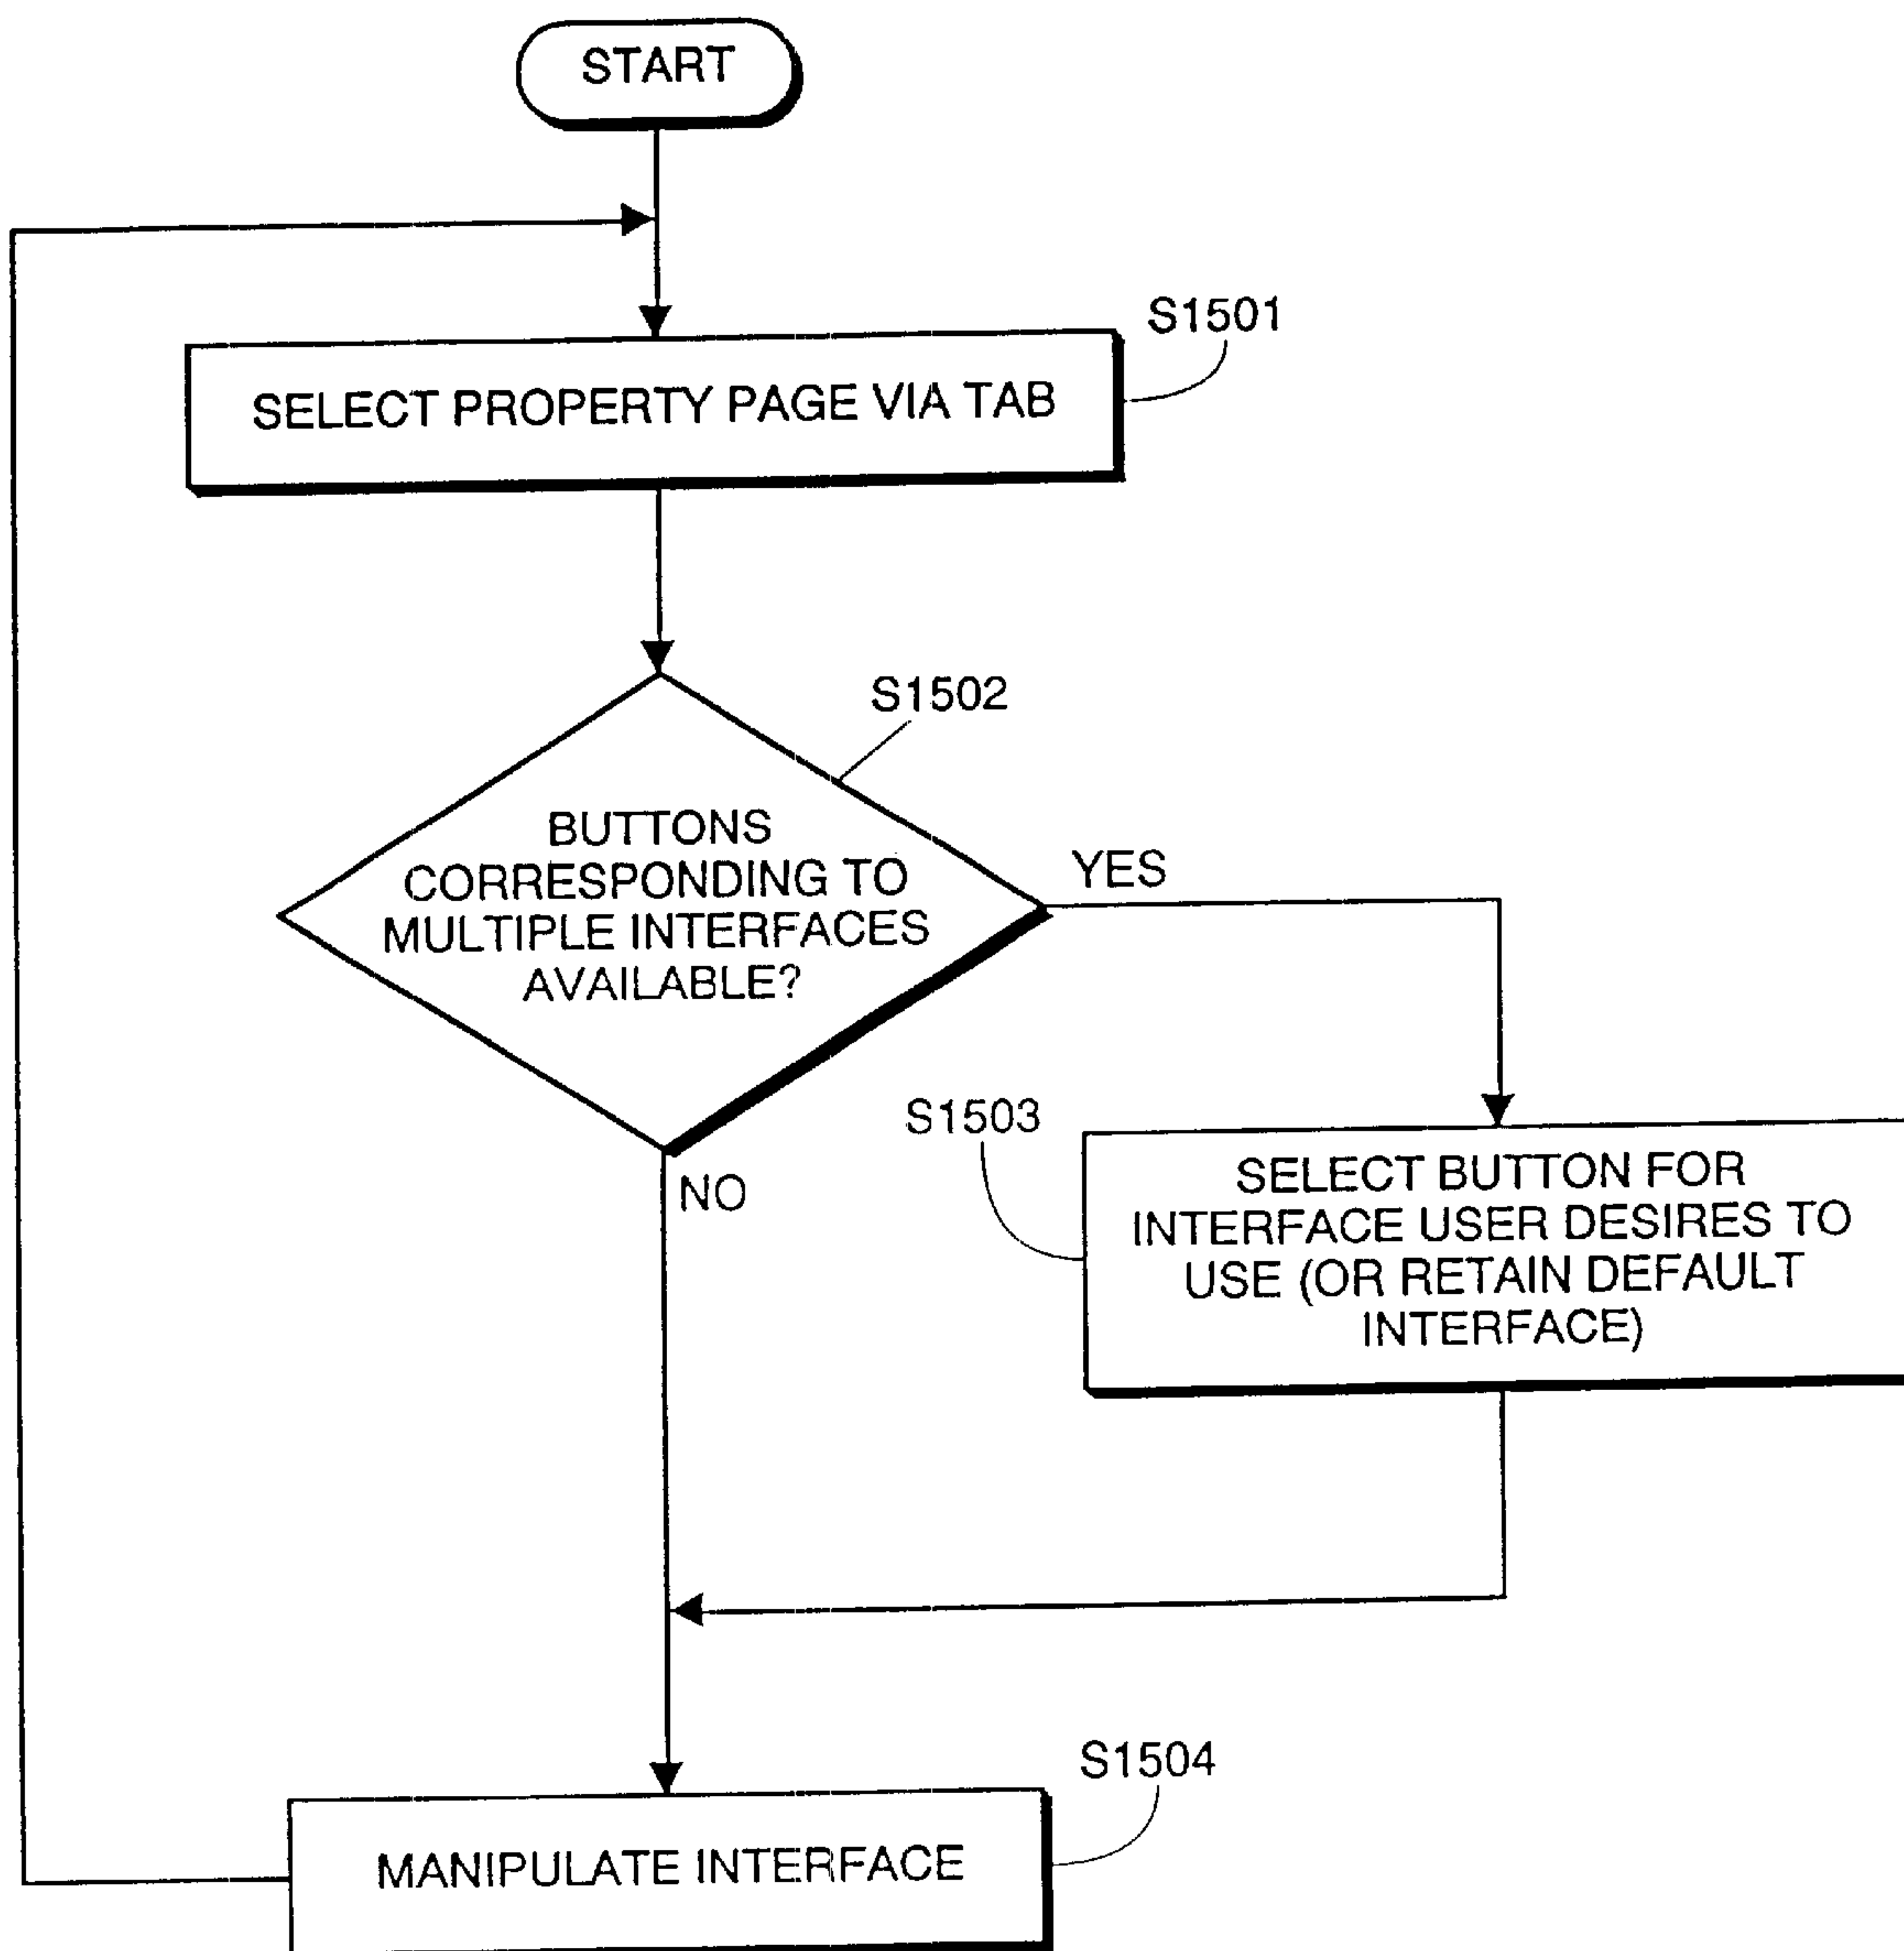 START
S1501
SELECT PROPERTY PAGE VIA TAB
S1502
BUTTONS
CORRESPONDING TO
MULTIPLE INTERFACES
AVAILABLE?
YES
NO
S1503
SELECT BUTTON FOR
INTERFACE USER DESIRES TO
USE (OR RETAIN DEFAULT
INTERFACE)
S1504
MANIPULATE INTERFACE